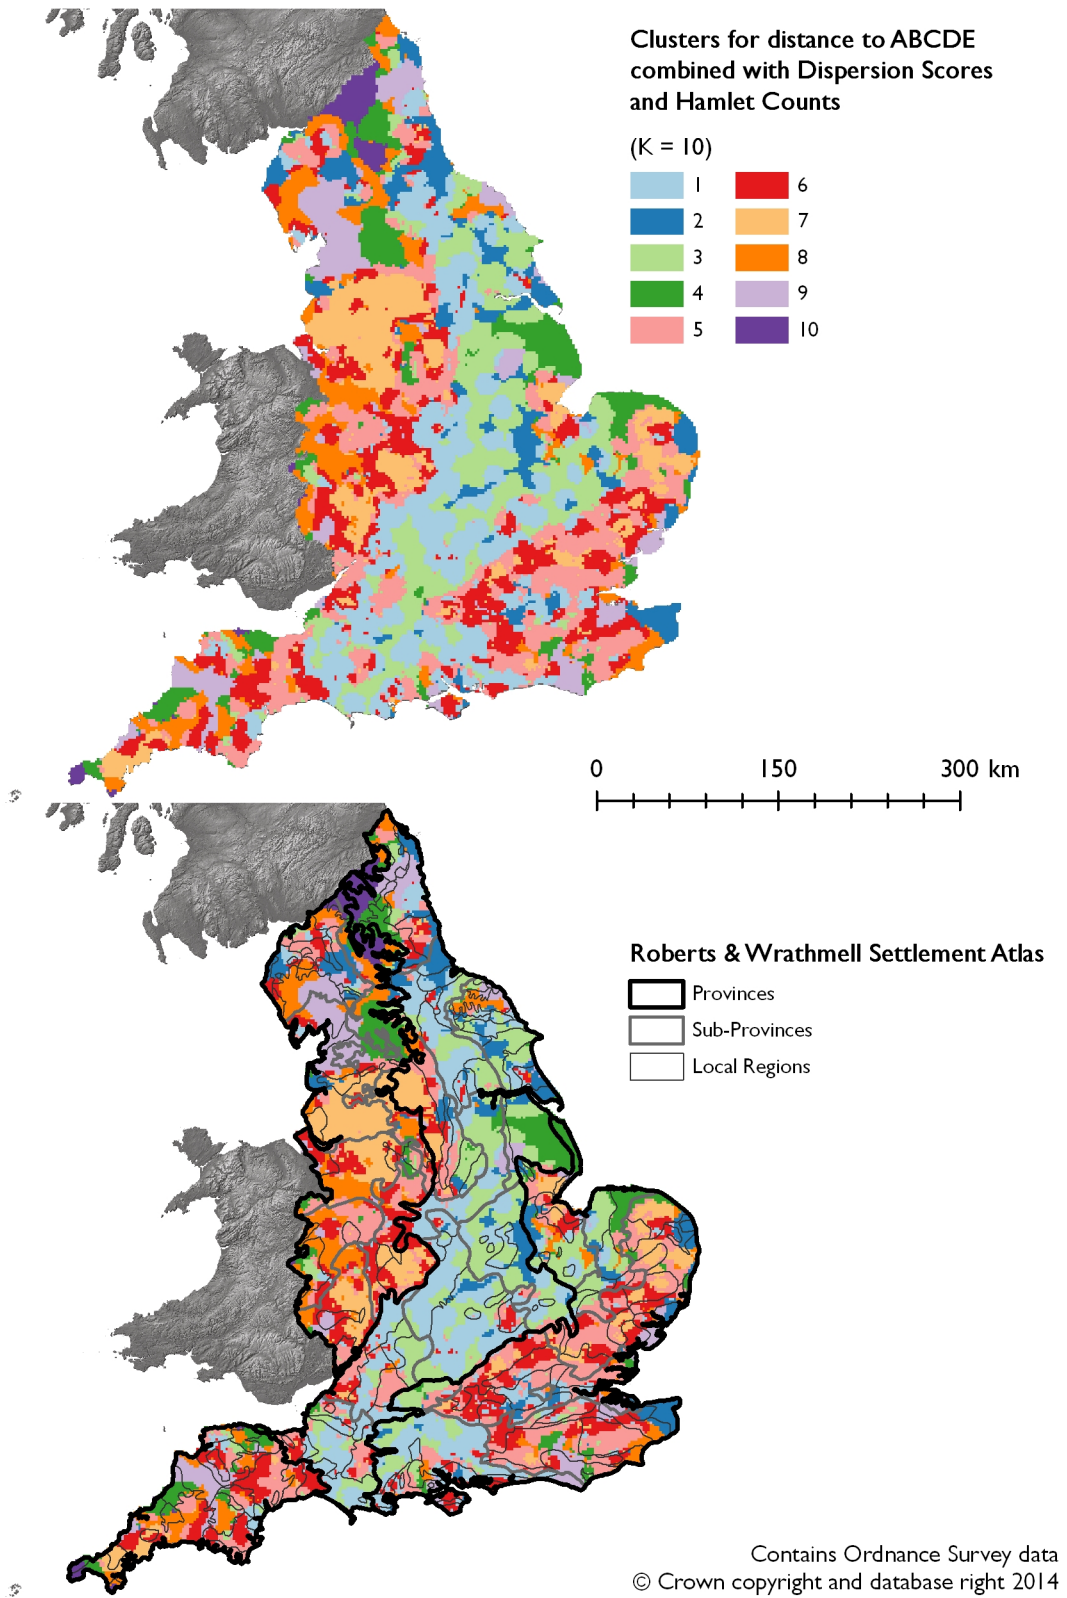 Clusters for distance to ABCDE
combined with Dispersion Scores
and Hamlet Counts
(K = 10)
1
6
2
7
3
8
4
9
5
10
0 150 300 km
Roberts & Wrathmell Settlement Atlas
Provinces
Sub-Provinces
Local Regions
Contains Ordnance Survey data
© Crown copyright and database right 2014